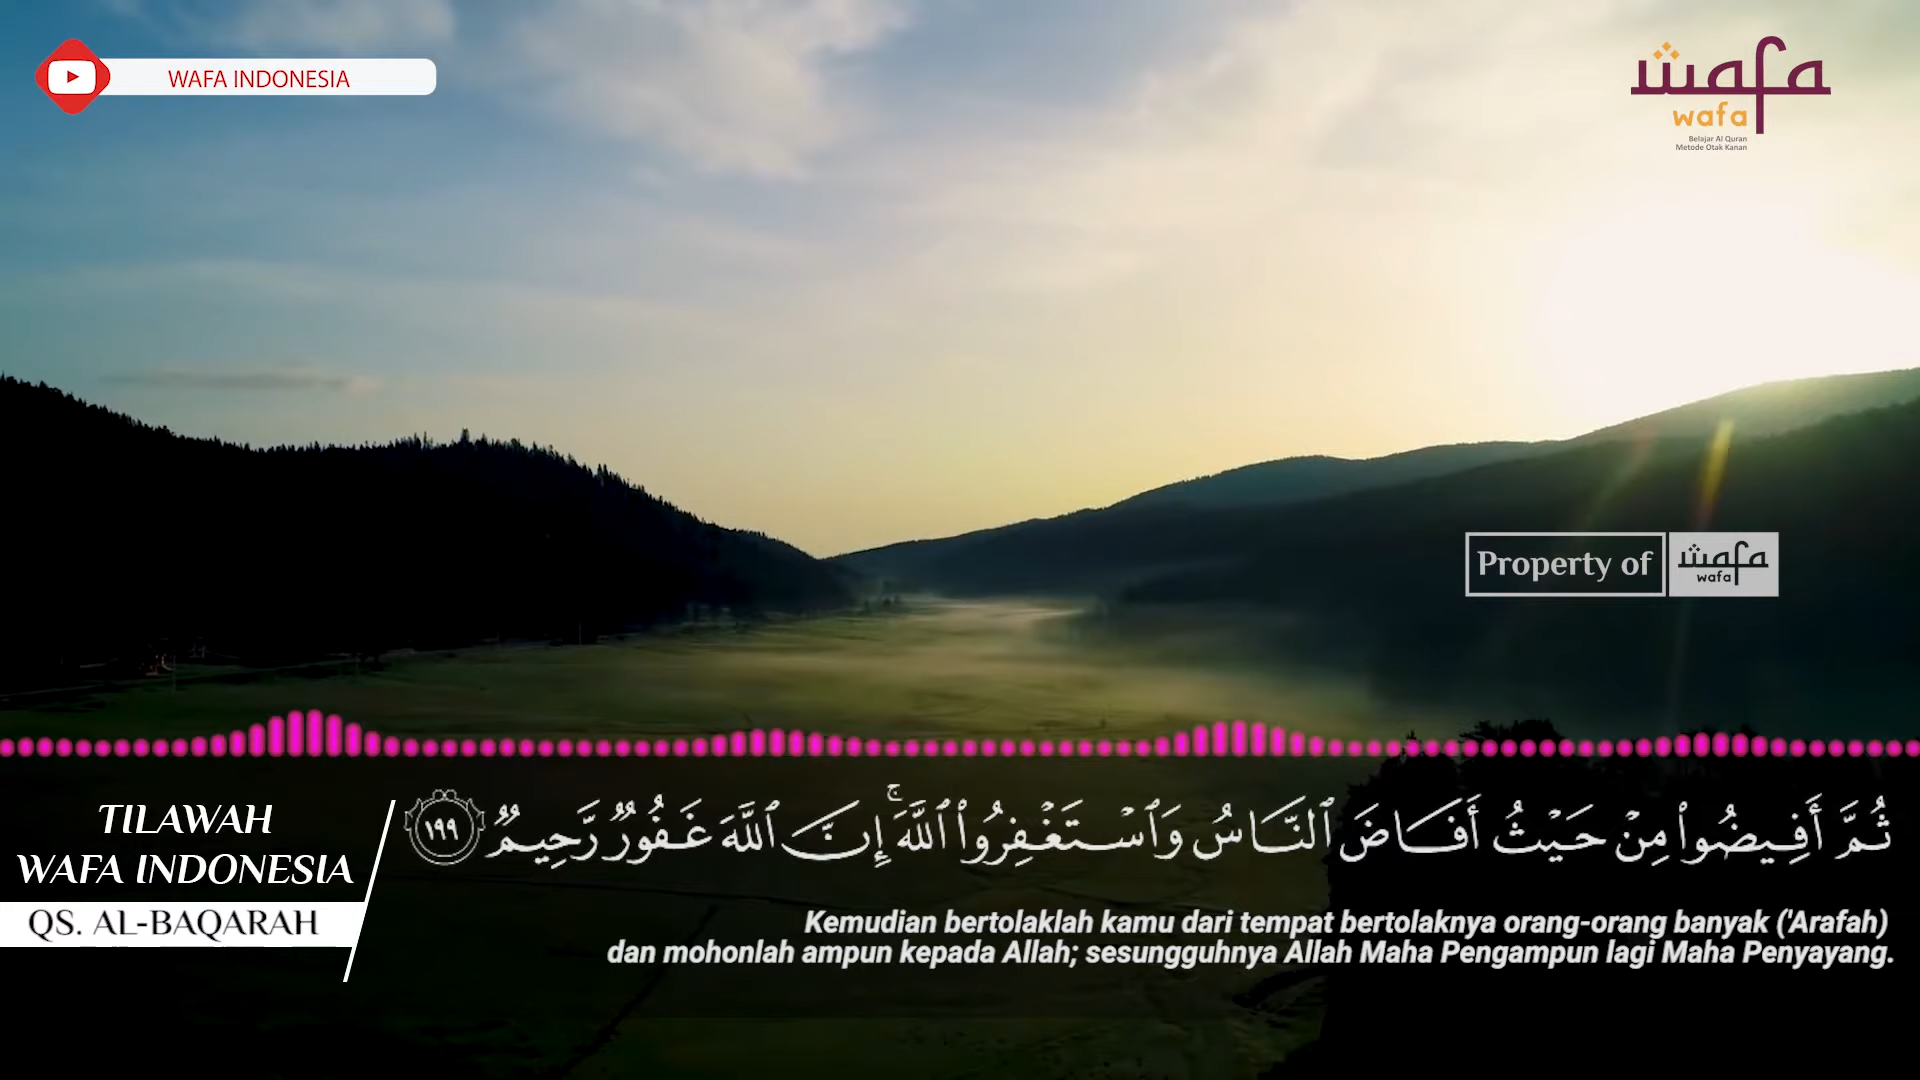 WAFA INDONESIA
wafa
wafa
Belajar Al Quran
Metode Otak Kanan
Property of
wafa
wafa
TILAWAH
WAFA INDONESIA
QS. AL-BAQARAH
ثُمَّ أَفِيضُوا۟ مِنْ حَيْثُ أَفَاضَ ٱلنَّاسُ وَٱسْتَغْفِرُوا۟ ٱللَّهَ ۚ إِنَّ ٱللَّهَ غَفُورٌ رَّحِيمٌ ١٩٩
Kemudian bertolaklah kamu dari tempat bertolaknya orang-orang banyak ('Arafah)
dan mohonlah ampun kepada Allah; sesungguhnya Allah Maha Pengampun lagi Maha Penyayang.